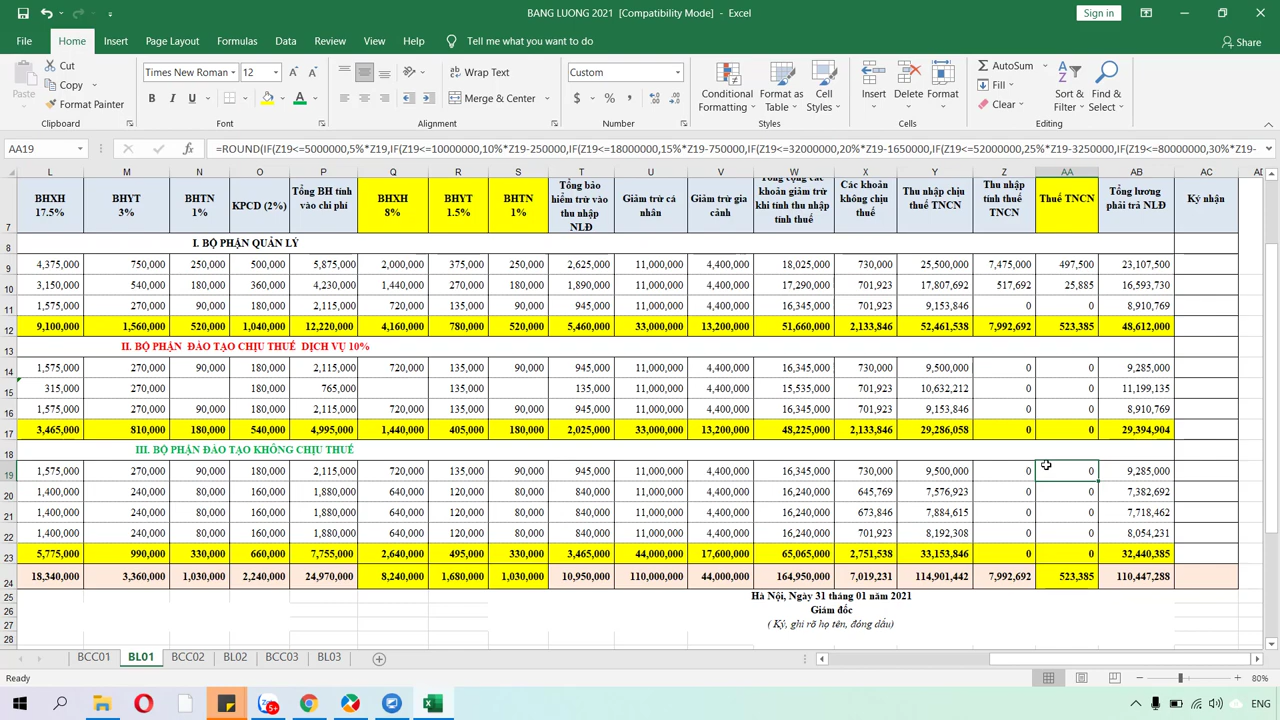 BANG LUONG 2021 [Compatibility Mode] - Excel
Sign in
File Home Insert Page Layout Formulas Data Review View Help Tell me what you want to do Share
Paste
Cut
Copy
Format Painter
Clipboard
Times New Roman 12
B I U
Font
Wrap Text
Merge & Center
Alignment
Custom
$ % ,
Number
Conditional Formatting
Format as Table
Cell Styles
Styles
Insert Delete Format
Cells
AutoSum
Fill
Clear
Sort & Filter
Find & Select
Editing
AA19 fx =ROUND(IF(Z19<=5000000,5%*Z19,IF(Z19<=10000000,10%*Z19-250000,IF(Z19<=18000000,15%*Z19-750000,IF(Z19<=32000000,20%*Z19-1650000,IF(Z19<=52000000,25%*Z19-3250000,IF(Z19<=80000000,30%*Z19-
L M N O P Q R S T U V W X Y Z AA AB AC AD
7 BHXH 17.5% BHYT 3% BHTN 1% KPCD (2%) Tổng BH tính vào chi phí BHXH 8% BHYT 1.5% BHTN 1% Tổng bảo hiểm trừ vào thu nhập NLĐ Giảm trừ cá nhân Giảm trừ gia cảnh Tổng cộng các khoản giảm trừ khi tính thu nhập tính thuế Các khoản không chịu thuế Thu nhập chịu thuế TNCN Thu nhập tính thuế TNCN Thuế TNCN Tổng lương phải trả NLĐ Ký nhận
8 I. BỘ PHẬN QUẢN LÝ
9 4,375,000 750,000 250,000 500,000 5,875,000 2,000,000 375,000 250,000 2,625,000 11,000,000 4,400,000 18,025,000 730,000 25,500,000 7,475,000 497,500 23,107,500
10 3,150,000 540,000 180,000 360,000 4,230,000 1,440,000 270,000 180,000 1,890,000 11,000,000 4,400,000 17,290,000 701,923 17,807,692 517,692 25,885 16,593,730
11 1,575,000 270,000 90,000 180,000 2,115,000 720,000 135,000 90,000 945,000 11,000,000 4,400,000 16,345,000 701,923 9,153,846 0 0 8,910,769
12 9,100,000 1,560,000 520,000 1,040,000 12,220,000 4,160,000 780,000 520,000 5,460,000 33,000,000 13,200,000 51,660,000 2,133,846 52,461,538 7,992,692 523,385 48,612,000
13 II. BỘ PHẬN ĐÀO TẠO CHỊU THUẾ DỊCH VỤ 10%
14 1,575,000 270,000 90,000 180,000 2,115,000 720,000 135,000 90,000 945,000 11,000,000 4,400,000 16,345,000 730,000 9,500,000 0 0 9,285,000
15 315,000 270,000 180,000 765,000 135,000 135,000 11,000,000 4,400,000 15,535,000 701,923 10,632,212 0 0 11,199,135
16 1,575,000 270,000 90,000 180,000 2,115,000 720,000 135,000 90,000 945,000 11,000,000 4,400,000 16,345,000 701,923 9,153,846 0 0 8,910,769
17 3,465,000 810,000 180,000 540,000 4,995,000 1,440,000 405,000 180,000 2,025,000 33,000,000 13,200,000 48,225,000 2,133,846 29,286,058 0 0 29,394,904
18 III. BỘ PHẬN ĐÀO TẠO KHÔNG CHỊU THUẾ
19 1,575,000 270,000 90,000 180,000 2,115,000 720,000 135,000 90,000 945,000 11,000,000 4,400,000 16,345,000 730,000 9,500,000 0 0 9,285,000
20 1,400,000 240,000 80,000 160,000 1,880,000 640,000 120,000 80,000 840,000 11,000,000 4,400,000 16,240,000 645,769 7,576,923 0 0 7,382,692
21 1,400,000 240,000 80,000 160,000 1,880,000 640,000 120,000 80,000 840,000 11,000,000 4,400,000 16,240,000 673,846 7,884,615 0 0 7,718,462
22 1,400,000 240,000 80,000 160,000 1,880,000 640,000 120,000 80,000 840,000 11,000,000 4,400,000 16,240,000 701,923 8,192,308 0 0 8,054,231
23 5,775,000 990,000 330,000 660,000 7,755,000 2,640,000 495,000 330,000 3,465,000 44,000,000 17,600,000 65,065,000 2,751,538 33,153,846 0 0 32,440,385
24 18,340,000 3,360,000 1,030,000 2,240,000 24,970,000 8,240,000 1,680,000 1,030,000 10,950,000 110,000,000 44,000,000 164,950,000 7,019,231 114,901,442 7,992,692 523,385 110,447,288
25 Hà Nội, Ngày 31 tháng 01 năm 2021
26 Giám đốc
27 ( Ký, ghi rõ họ tên, đóng dấu)
28
BCC01 BL01 BCC02 BL02 BCC03 BL03
Ready 80%
5+ ENG